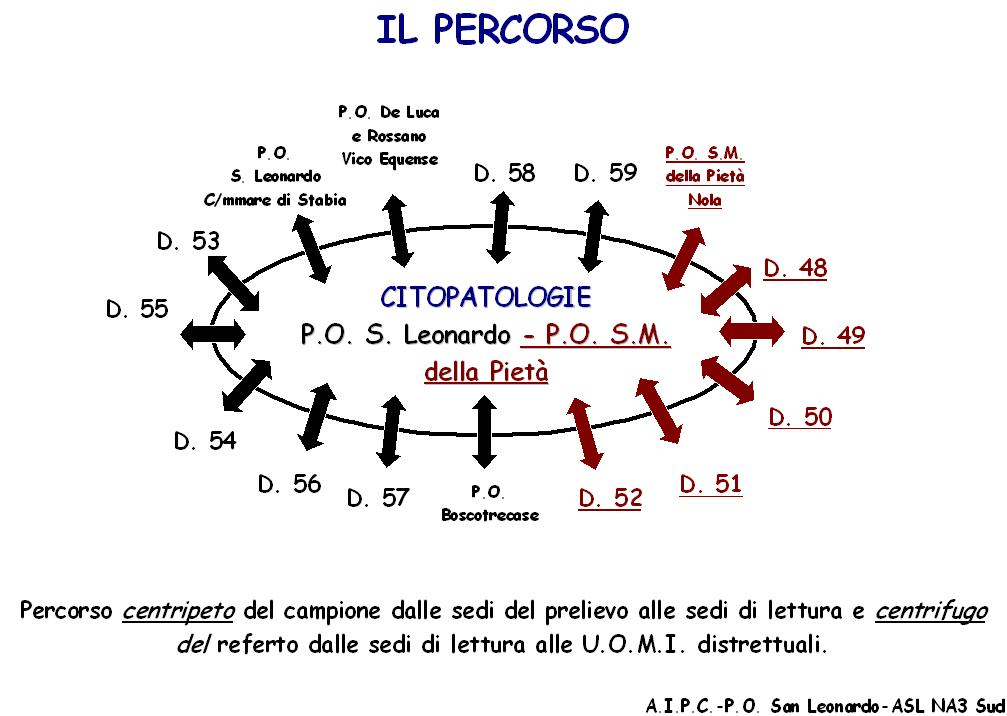 IL PERCORSO
P.O. De Luca
e Rossano
Vico Equense
P.O.
S. Leonardo
C/mmare di Stabia
D. 58
D. 59
P.O. S.M.
della Pietà
Nola
D. 53
D. 48
D. 55
D. 49
CITOPATOLOGIE
P.O. S. Leonardo - P.O. S.M.
della Pietà
D. 54
D. 50
D. 56
D. 57
P.O.
Boscotrecase
D. 52
D. 51
Percorso centripeto del campione dalle sedi del prelievo alle sedi di lettura e centrifugo
del referto dalle sedi di lettura alle U.O.M.I. distrettuali.
A.I.P.C.-P.O. San Leonardo-ASL NA3 Sud